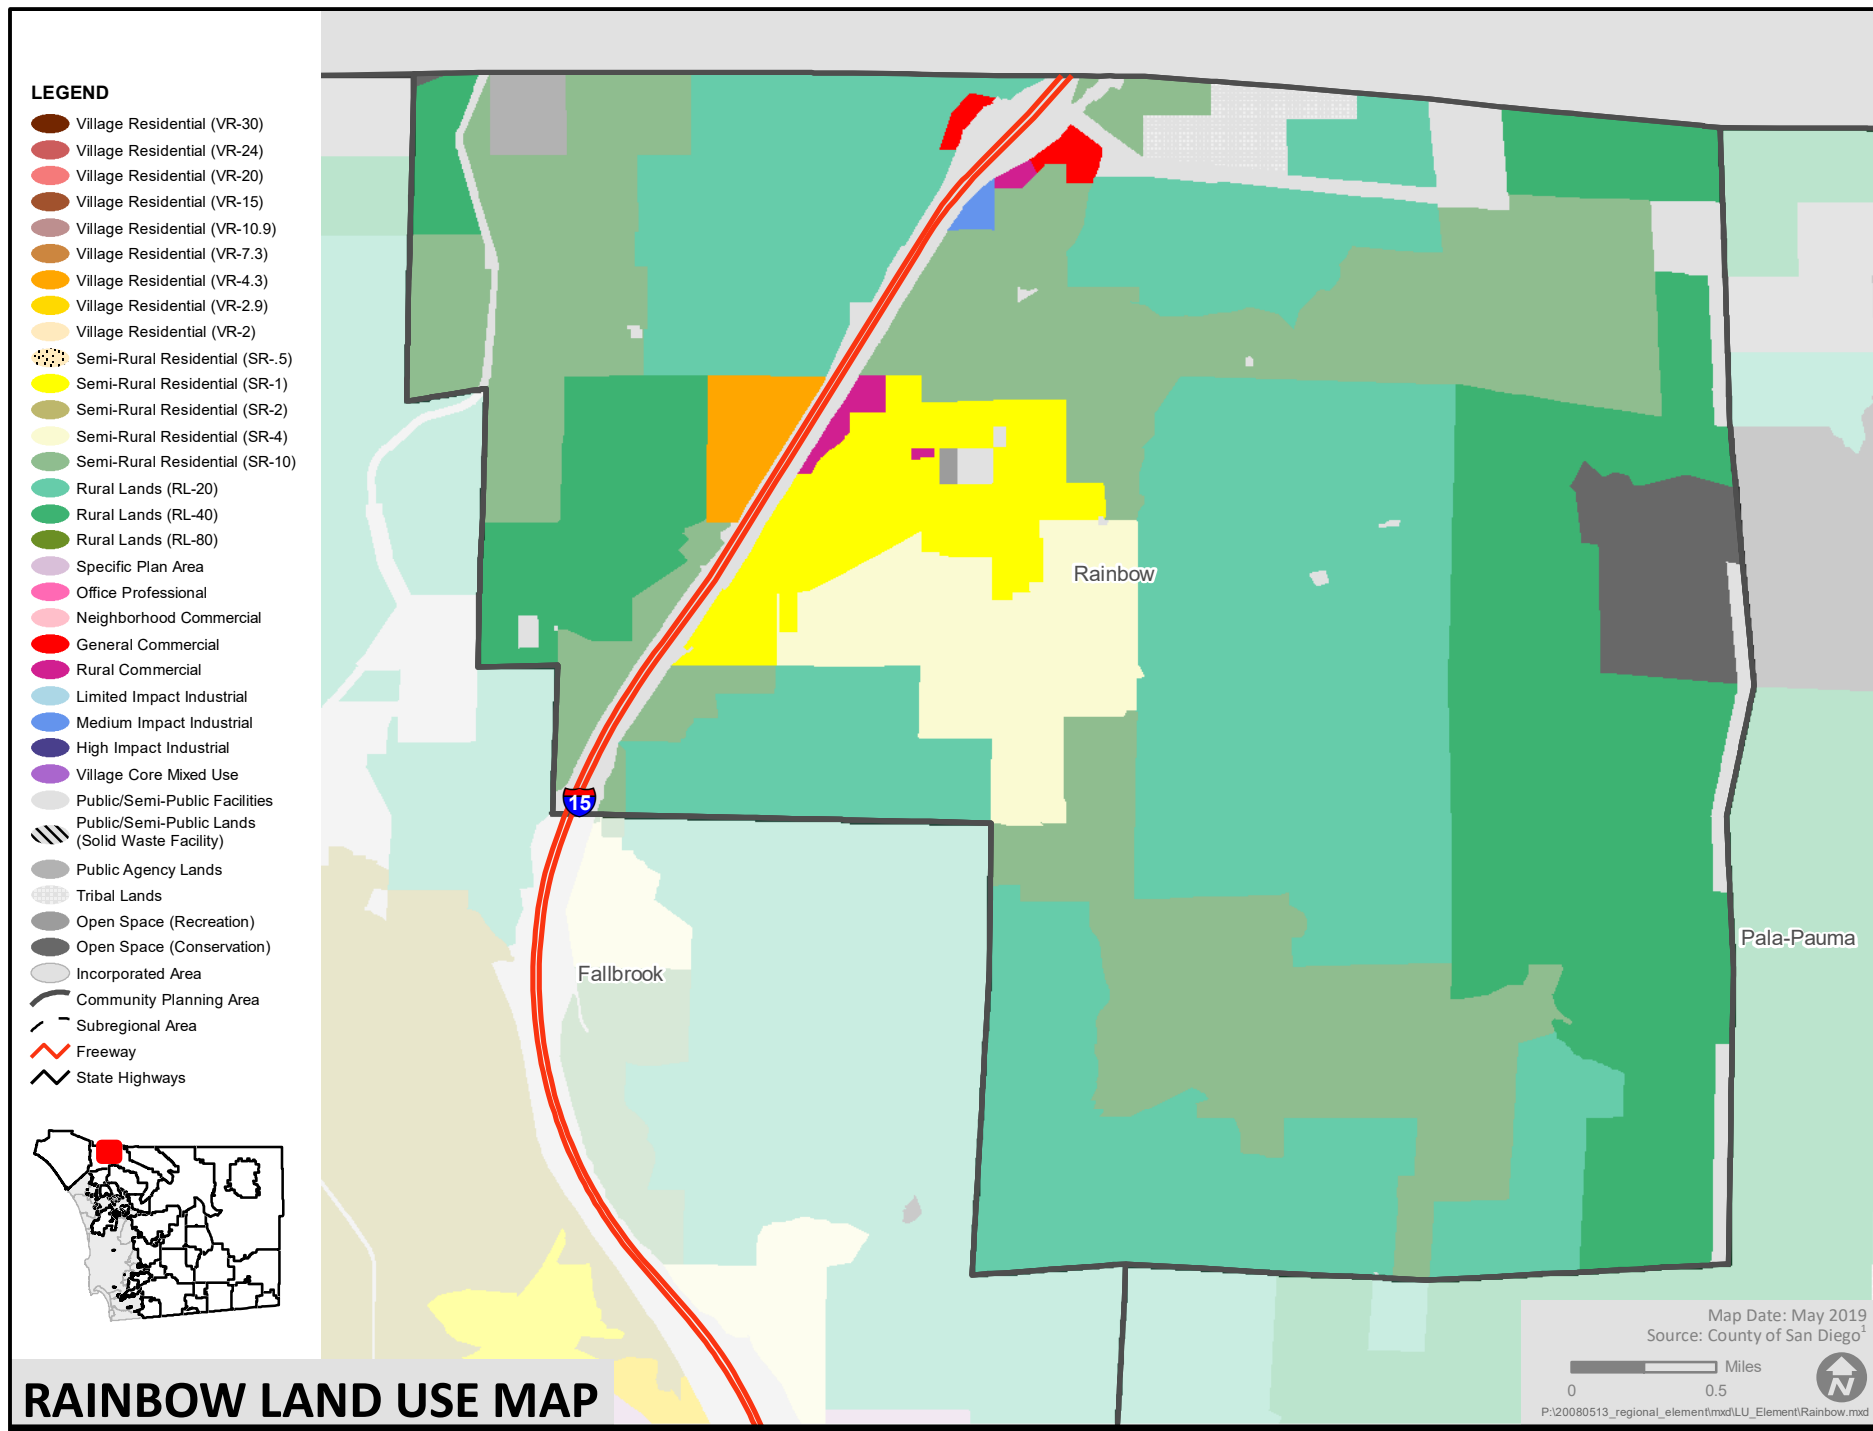 LEGEND
Village Residential (VR-30)
Village Residential (VR-24)
Village Residential (VR-20)
Village Residential (VR-15)
Village Residential (VR-10.9)
Village Residential (VR-7.3)
Village Residential (VR-4.3)
Village Residential (VR-2.9)
Village Residential (VR-2)
Semi-Rural Residential (SR-.5)
Semi-Rural Residential (SR-1)
Semi-Rural Residential (SR-2)
Semi-Rural Residential (SR-4)
Semi-Rural Residential (SR-10)
Rural Lands (RL-20)
Rural Lands (RL-40)
Rural Lands (RL-80)
Specific Plan Area
Office Professional
Neighborhood Commercial
General Commercial
Rural Commercial
Limited Impact Industrial
Medium Impact Industrial
High Impact Industrial
Village Core Mixed Use
Public/Semi-Public Facilities
Public/Semi-Public Lands
(Solid Waste Facility)
Public Agency Lands
Tribal Lands
Open Space (Recreation)
Open Space (Conservation)
Incorporated Area
Community Planning Area
Subregional Area
Freeway
State Highways
Rainbow
15
Pala-Pauma
Fallbrook
RAINBOW LAND USE MAP
Map Date: May 2019
Source: County of San Diego1
Miles
0 0.5
N
P:\20080513_regional_element\mxd\LU_Element\Rainbow.mxd